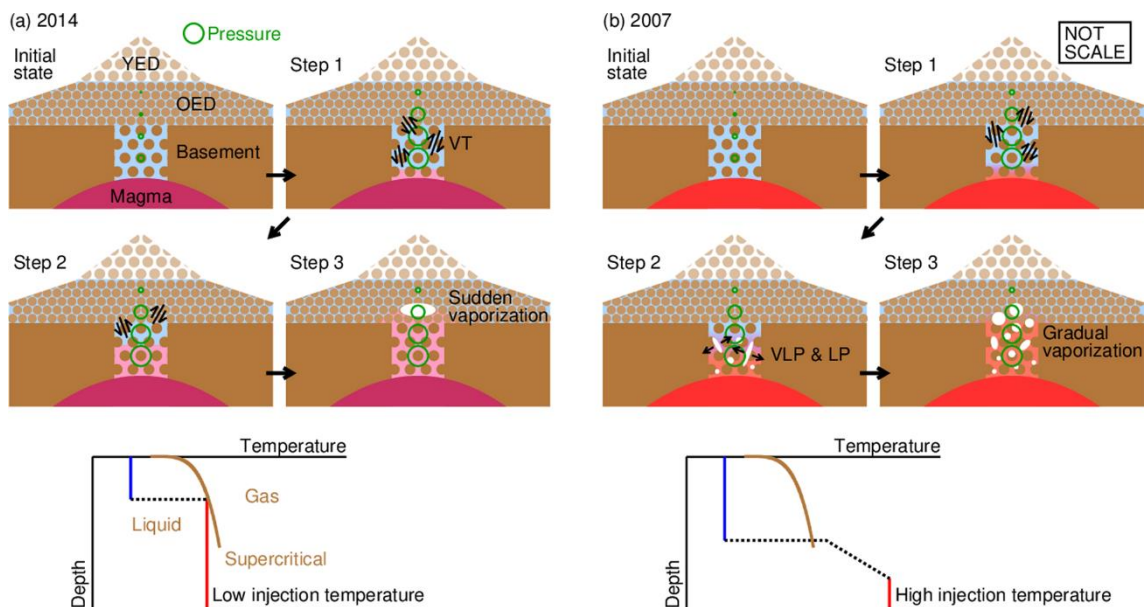 (a) 2014
Pressure
Initial
state
YED
OED
Basement
Magma
Step 1
VT
Step 2
Step 3
Sudden
vaporization
Temperature
Gas
Liquid
Supercritical
Depth
Low injection temperature
(b) 2007
NOT
SCALE
Initial
state
Step 1
Step 2
VLP & LP
Step 3
Gradual
vaporization
Temperature
Depth
High injection temperature